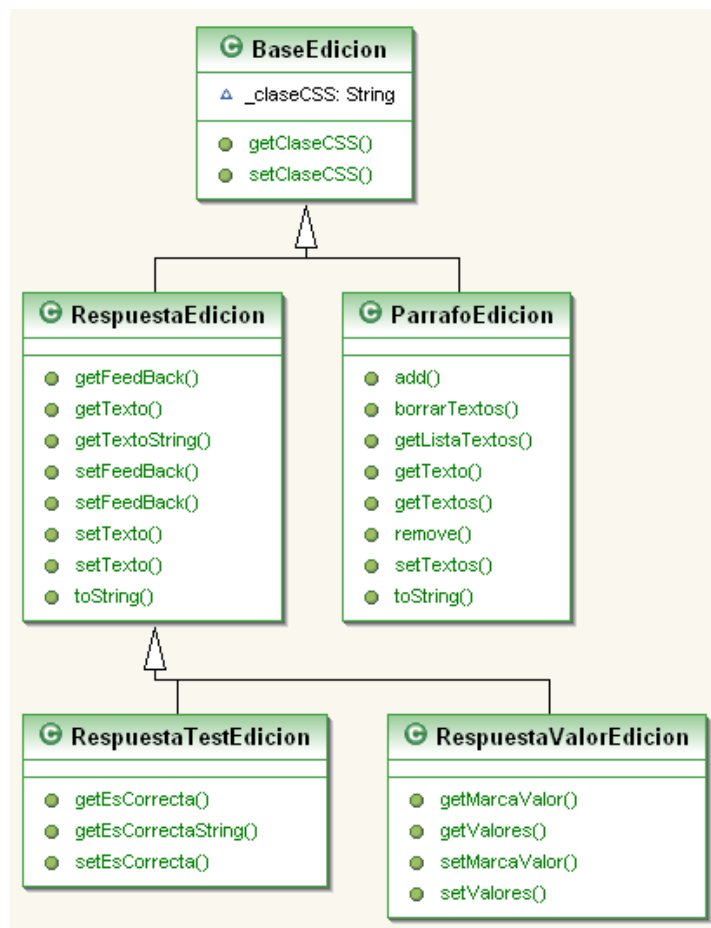 BaseEdicion
_claseCSS: String
getClaseCSS()
setClaseCSS()
RespuestaEdicion
getFeedBack()
getTexto()
getTextoString()
setFeedBack()
setFeedBack()
setTexto()
setTexto()
toString()
ParrafoEdicion
add()
borrarTextos()
getListaTextos()
getTexto()
getTextos()
remove()
setTextos()
toString()
RespuestaTestEdicion
getEsCorrecta()
getEsCorrectaString()
setEsCorrecta()
RespuestaValorEdicion
getMarcaValor()
getValores()
setMarcaValor()
setValores()